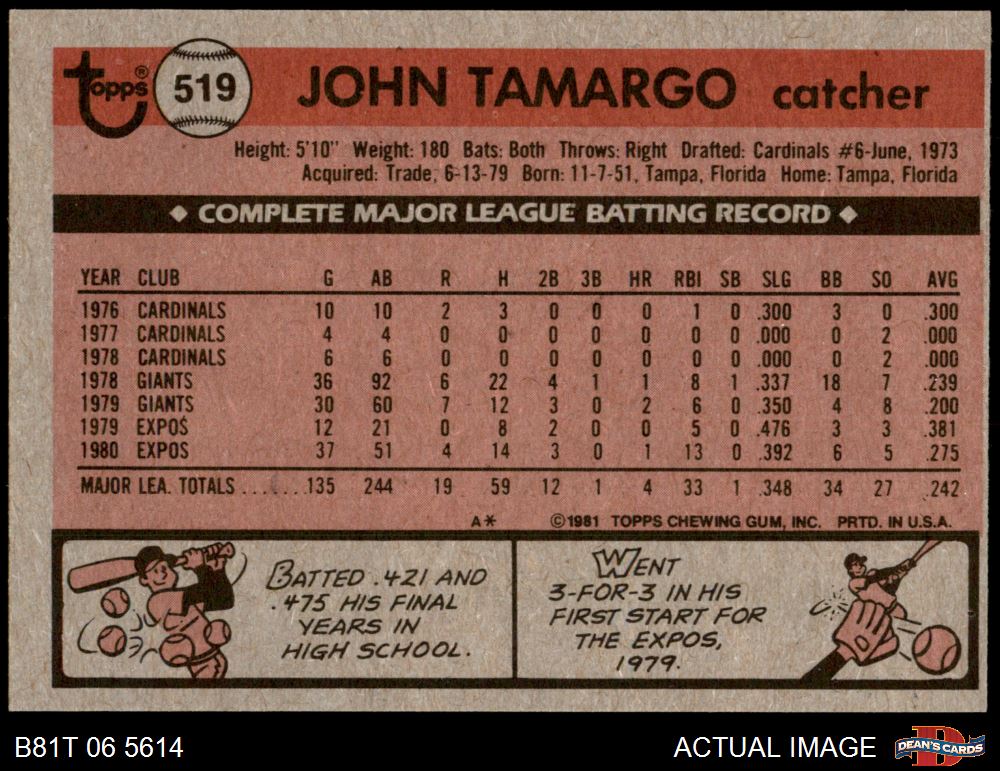 topps® 519 JOHN TAMARGO catcher
Height: 5'10" Weight: 180 Bats: Both Throws: Right Drafted: Cardinals #6-June, 1973
Acquired: Trade, 6-13-79 Born: 11-7-51, Tampa, Florida Home: Tampa, Florida
◆ COMPLETE MAJOR LEAGUE BATTING RECORD ◆
YEAR CLUB G AB R H 2B 3B HR RBI SB SLG BB SO AVG
1976 CARDINALS 10 10 2 3 0 0 0 1 0 .300 3 0 .300
1977 CARDINALS 4 4 0 0 0 0 0 0 0 .000 0 2 .000
1978 CARDINALS 6 6 0 0 0 0 0 0 0 .000 0 2 .000
1978 GIANTS 36 92 6 22 4 1 1 8 1 .337 18 7 .239
1979 GIANTS 30 60 7 12 3 0 2 6 0 .350 4 8 .200
1979 EXPOS 12 21 0 8 2 0 0 5 0 .476 3 3 .381
1980 EXPOS 37 51 4 14 3 0 1 13 0 .392 6 5 .275
MAJOR LEA. TOTALS .......135 244 19 59 12 1 4 33 1 .348 34 27 .242
A* ©1981 TOPPS CHEWING GUM, INC. PRTD. IN U.S.A.
BATTED .421 AND
.475 HIS FINAL
YEARS IN
HIGH SCHOOL.
WENT
3-FOR-3 IN HIS
FIRST START FOR
THE EXPOS,
1979.
B81T 06 5614 ACTUAL IMAGE DEAN'S CARDS